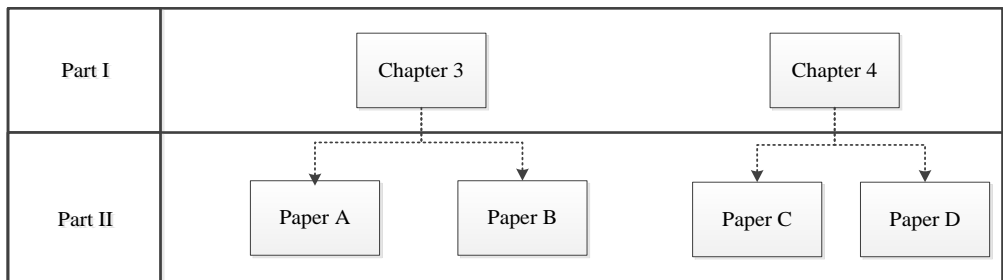 Part I
Chapter 3
Chapter 4
Part II
Paper A
Paper B
Paper C
Paper D